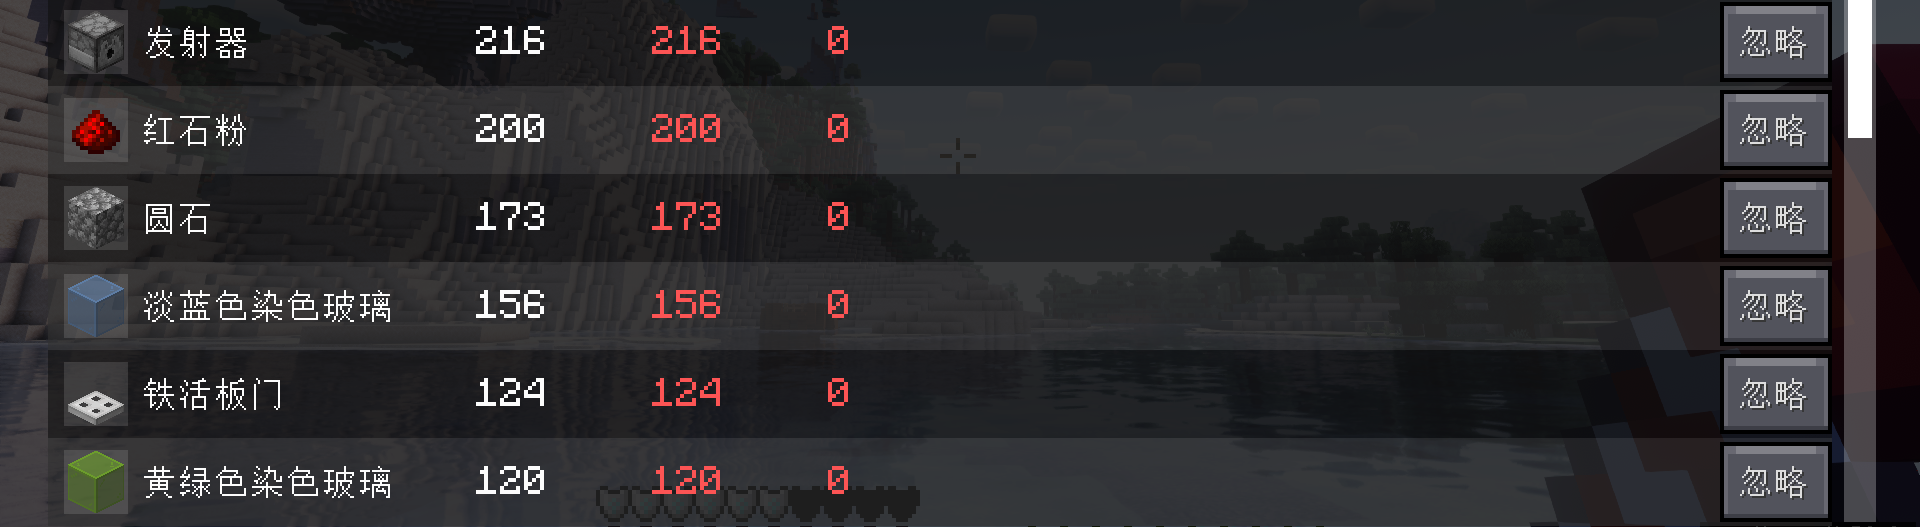 发射器 216 216 0 忽略
红石粉 200 200 0 忽略
圆石 173 173 0 忽略
淡蓝色染色玻璃 156 156 0 忽略
铁活板门 124 124 0 忽略
黄绿色染色玻璃 120 120 0 忽略